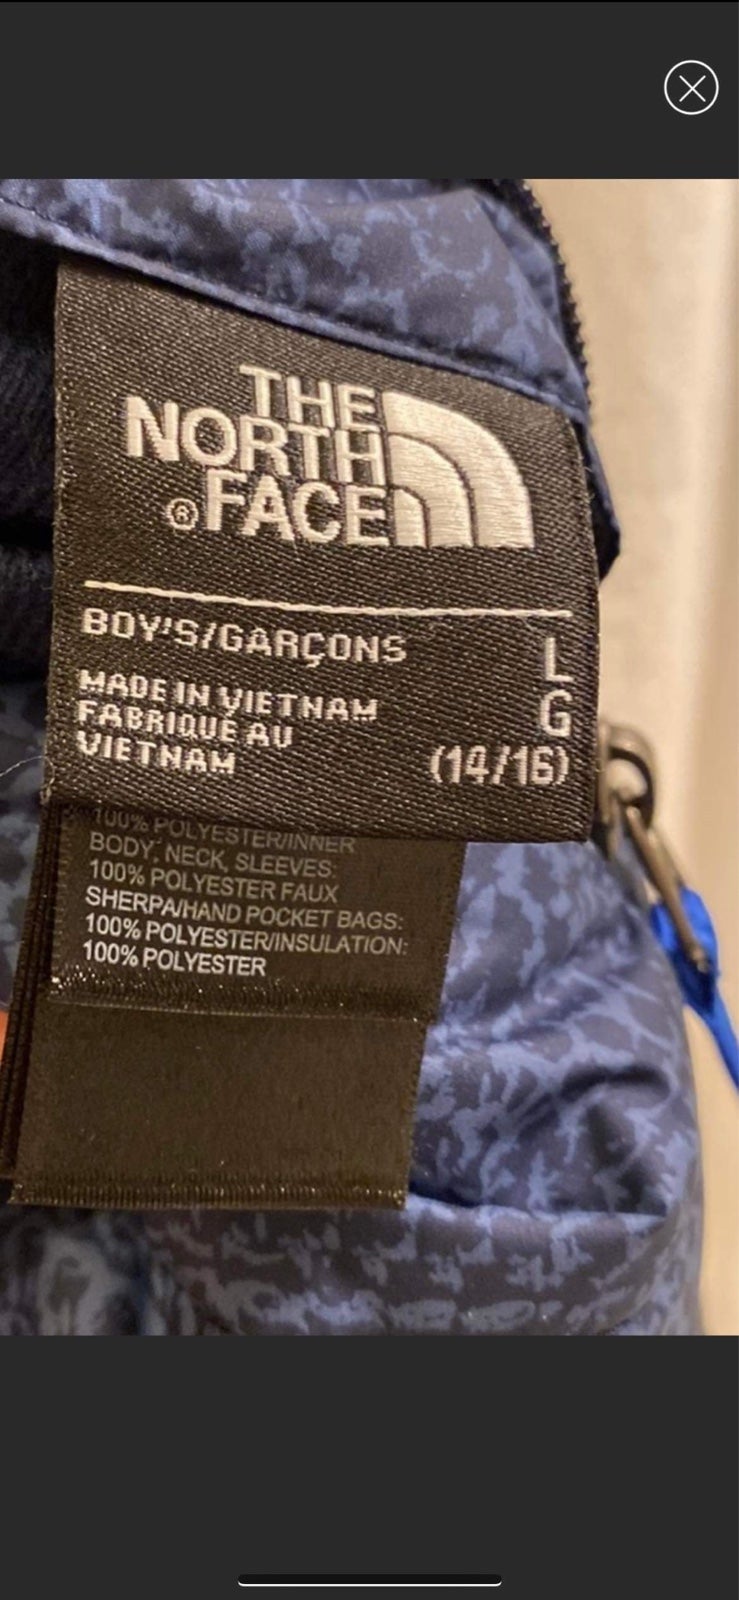 THE
NORTH
®FACE
BOY'S/GARÇONS L
G
MADE IN VIETNAM
FABRIQUÉ AU
VIETNAM
(14/16)
100% POLYESTER/INNER
BODY, NECK, SLEEVES:
100% POLYESTER FAUX
SHERPA/HAND POCKET BAGS:
100% POLYESTER/INSULATION:
100% POLYESTER